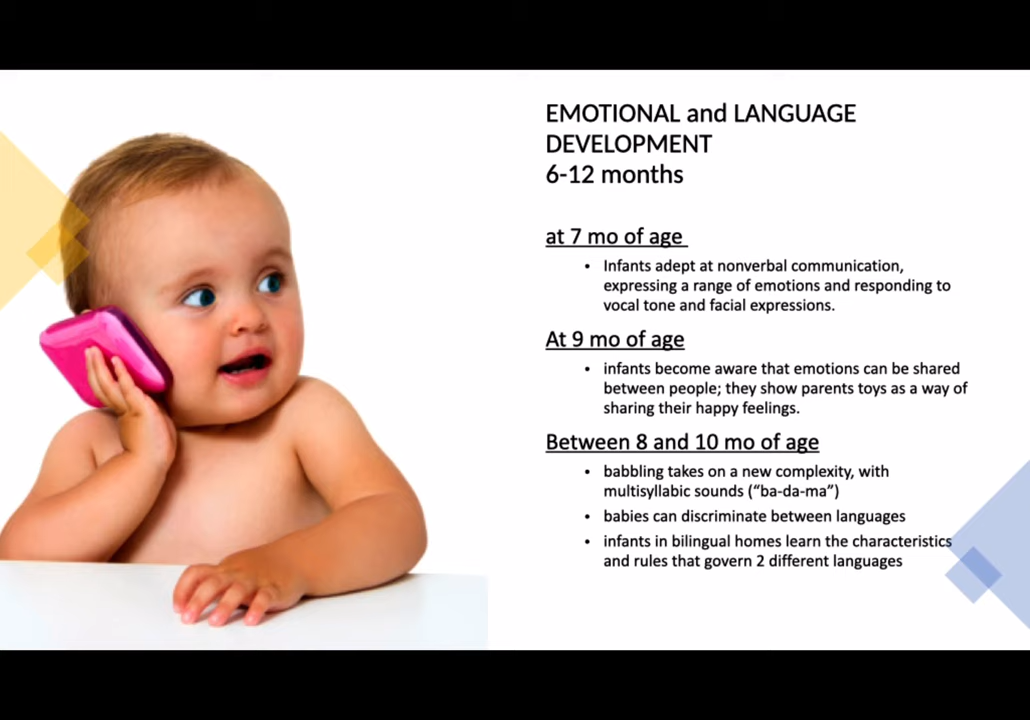 EMOTIONAL and LANGUAGE
DEVELOPMENT
6-12 months
at 7 mo of age
• Infants adept at nonverbal communication,
expressing a range of emotions and responding to
vocal tone and facial expressions.
At 9 mo of age
• infants become aware that emotions can be shared
between people; they show parents toys as a way of
sharing their happy feelings.
Between 8 and 10 mo of age
• babbling takes on a new complexity, with
multisyllabic sounds (“ba-da-ma”)
• babies can discriminate between languages
• infants in bilingual homes learn the characteristics
and rules that govern 2 different languages